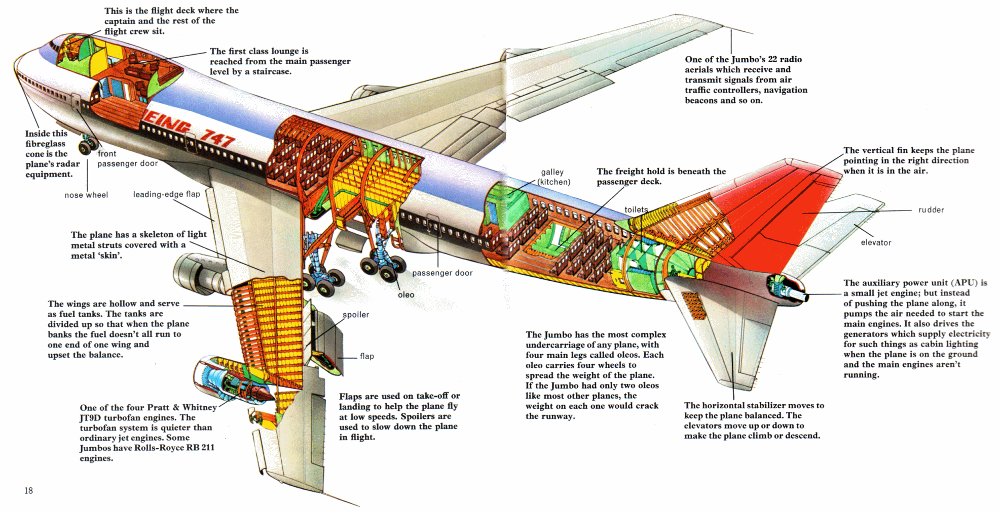 This is the flight deck where the
captain and the rest of the
flight crew sit.
The first class lounge is
reached from the main passenger
level by a staircase.
One of the Jumbo's 22 radio
aerials which receive and
transmit signals from air
traffic controllers, navigation
beacons and so on.
EING 747
Inside this
fibreglass
cone is the
plane's radar
equipment.
front
passenger door
nose wheel
leading-edge flap
The plane has a skeleton of light
metal struts covered with a
metal 'skin'.
galley
(kitchen)
The freight hold is beneath the
passenger deck.
toilets
The vertical fin keeps the plane
pointing in the right direction
when it is in the air.
rudder
elevator
passenger door
oleo
The wings are hollow and serve
as fuel tanks. The tanks are
divided up so that when the plane
banks the fuel doesn't all run to
one end of one wing and
upset the balance.
spoiler
flap
The auxiliary power unit (APU) is
a small jet engine; but instead
of pushing the plane along, it
pumps the air needed to start the
main engines. It also drives the
generators which supply electricity
for such things as cabin lighting
when the plane is on the ground
and the main engines aren't
running.
The Jumbo has the most complex
undercarriage of any plane, with
four main legs called oleos. Each
oleo carries four wheels to
spread the weight of the plane.
If the Jumbo had only two oleos
like most other planes, the
weight on each one would crack
the runway.
One of the four Pratt & Whitney
JT9D turbofan engines. The
turbofan system is quieter than
ordinary jet engines. Some
Jumbos have Rolls-Royce RB 211
engines.
Flaps are used on take-off or
landing to help the plane fly
at low speeds. Spoilers are
used to slow down the plane
in flight.
The horizontal stabilizer moves to
keep the plane balanced. The
elevators move up or down to
make the plane climb or descend.
18